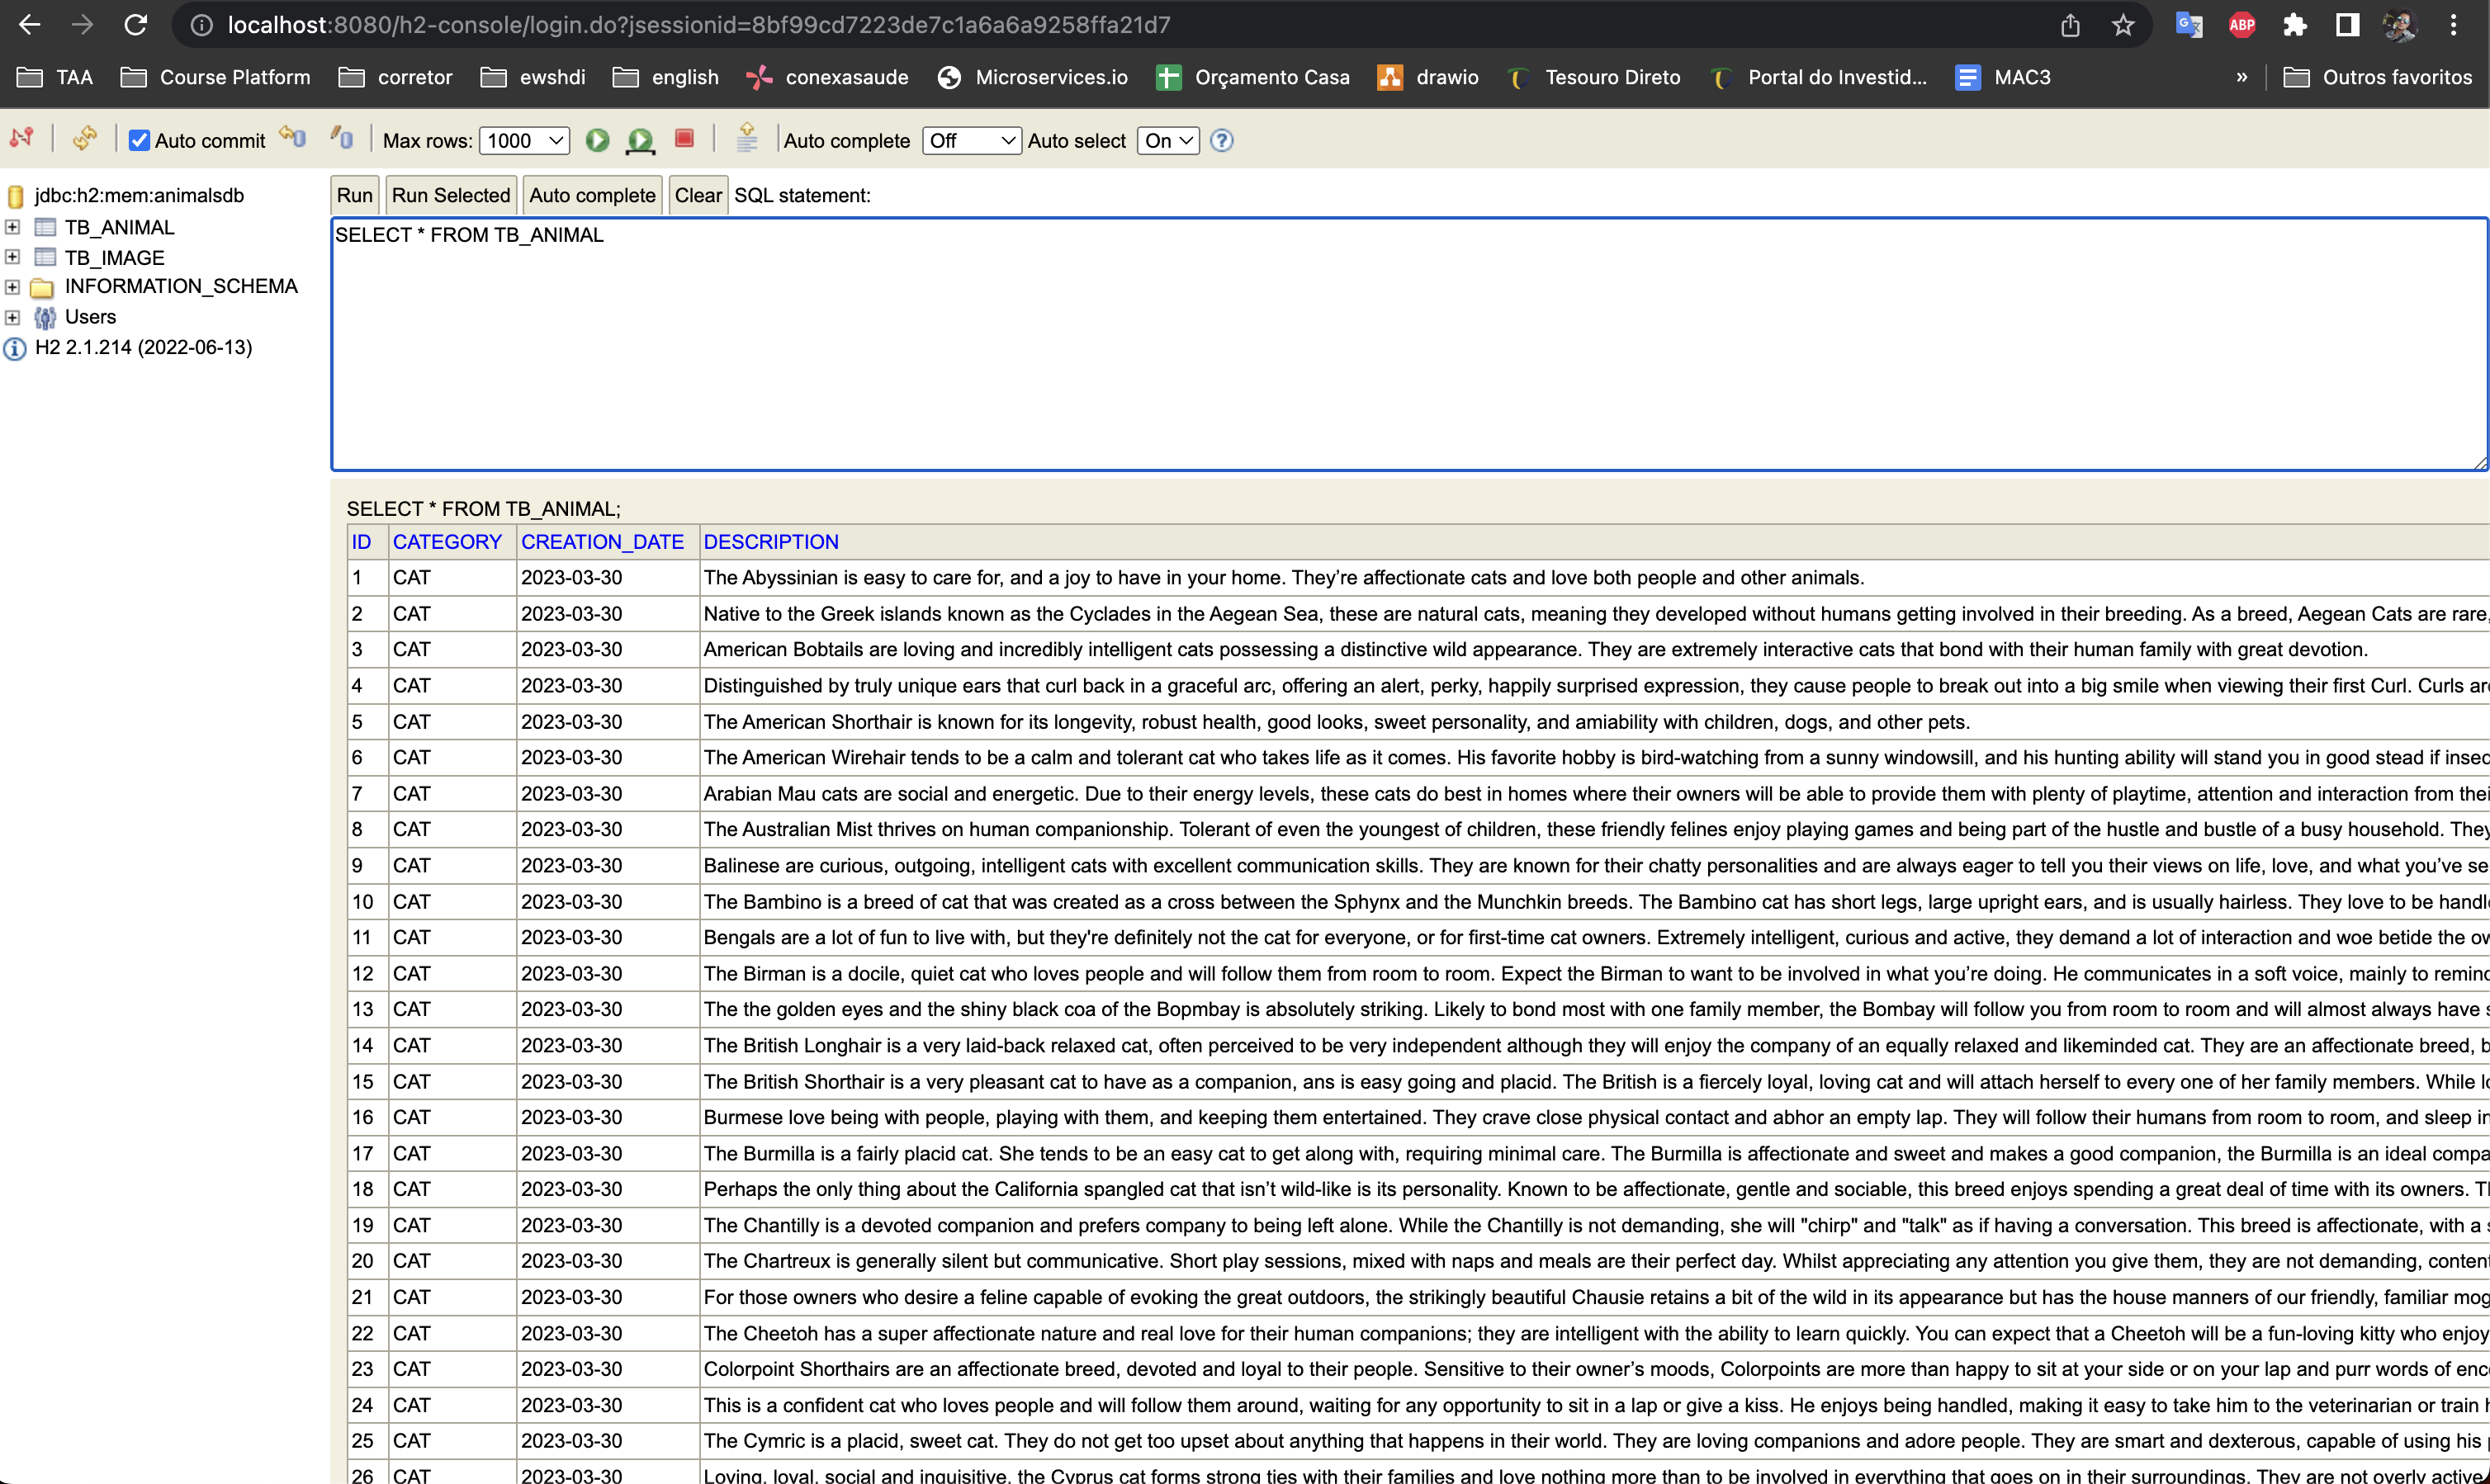 localhost:8080/h2-console/login.do?jsessionid=8bf99cd7223de7c1a6a6a9258ffa21d7 ABP
TAA Course Platform corretor ewshdi english conexasaude Microservices.io Orçamento Casa drawio Tesouro Direto Portal do Investid... MAC3 » Outros favoritos
Auto commit Max rows: 1000 Auto complete Off Auto select On ?
jdbc:h2:mem:animalsdb
TB_ANIMAL
TB_IMAGE
INFORMATION_SCHEMA
Users
H2 2.1.214 (2022-06-13)
Run Run Selected Auto complete Clear SQL statement:
SELECT * FROM TB_ANIMAL
SELECT * FROM TB_ANIMAL;
ID CATEGORY CREATION_DATE DESCRIPTION
1 CAT 2023-03-30 The Abyssinian is easy to care for, and a joy to have in your home. They’re affectionate cats and love both people and other animals.
2 CAT 2023-03-30 Native to the Greek islands known as the Cyclades in the Aegean Sea, these are natural cats, meaning they developed without humans getting involved in their breeding. As a breed, Aegean Cats are rare,
3 CAT 2023-03-30 American Bobtails are loving and incredibly intelligent cats possessing a distinctive wild appearance. They are extremely interactive cats that bond with their human family with great devotion.
4 CAT 2023-03-30 Distinguished by truly unique ears that curl back in a graceful arc, offering an alert, perky, happily surprised expression, they cause people to break out into a big smile when viewing their first Curl. Curls
5 CAT 2023-03-30 The American Shorthair is known for its longevity, robust health, good looks, sweet personality, and amiability with children, dogs, and other pets.
6 CAT 2023-03-30 The American Wirehair tends to be a calm and tolerant cat who takes life as it comes. His favorite hobby is bird-watching from a sunny windowsill, and his hunting ability will stand you in good stead if
7 CAT 2023-03-30 Arabian Mau cats are social and energetic. Due to their energy levels, these cats do best in homes where their owners will be able to provide them with plenty of playtime, attention and interaction from
8 CAT 2023-03-30 The Australian Mist thrives on human companionship. Tolerant of even the youngest of children, these friendly felines enjoy playing games and being part of the hustle and bustle of a busy household. They
9 CAT 2023-03-30 Balinese are curious, outgoing, intelligent cats with excellent communication skills. They are known for their chatty personalities and are always eager to tell you their views on life, love, and what you’ve
10 CAT 2023-03-30 The Bambino is a breed of cat that was created as a cross between the Sphynx and the Munchkin breeds. The Bambino cat has short legs, large upright ears, and is usually hairless. They love to be
11 CAT 2023-03-30 Bengals are a lot of fun to live with, but they're definitely not the cat for everyone, or for first-time cat owners. Extremely intelligent, curious and active, they demand a lot of interaction and woe betide the
12 CAT 2023-03-30 The Birman is a docile, quiet cat who loves people and will follow them from room to room. Expect the Birman to want to be involved in what you’re doing. He communicates in a soft voice, mainly to
13 CAT 2023-03-30 The the golden eyes and the shiny black coa of the Bopmbay is absolutely striking. Likely to bond most with one family member, the Bombay will follow you from room to room and will almost always have
14 CAT 2023-03-30 The British Longhair is a very laid-back relaxed cat, often perceived to be very independent although they will enjoy the company of an equally relaxed and likeminded cat. They are an affectionate breed,
15 CAT 2023-03-30 The British Shorthair is a very pleasant cat to have as a companion, ans is easy going and placid. The British is a fiercely loyal, loving cat and will attach herself to every one of her family members. While
16 CAT 2023-03-30 Burmese love being with people, playing with them, and keeping them entertained. They crave close physical contact and abhor an empty lap. They will follow their humans from room to room, and sleep
17 CAT 2023-03-30 The Burmilla is a fairly placid cat. She tends to be an easy cat to get along with, requiring minimal care. The Burmilla is affectionate and sweet and makes a good companion, the Burmilla is an ideal
18 CAT 2023-03-30 Perhaps the only thing about the California spangled cat that isn’t wild-like is its personality. Known to be affectionate, gentle and sociable, this breed enjoys spending a great deal of time with its owners.
19 CAT 2023-03-30 The Chantilly is a devoted companion and prefers company to being left alone. While the Chantilly is not demanding, she will "chirp" and "talk" as if having a conversation. This breed is affectionate, with a
20 CAT 2023-03-30 The Chartreux is generally silent but communicative. Short play sessions, mixed with naps and meals are their perfect day. Whilst appreciating any attention you give them, they are not demanding,
21 CAT 2023-03-30 For those owners who desire a feline capable of evoking the great outdoors, the strikingly beautiful Chausie retains a bit of the wild in its appearance but has the house manners of our friendly, familiar
22 CAT 2023-03-30 The Cheetoh has a super affectionate nature and real love for their human companions; they are intelligent with the ability to learn quickly. You can expect that a Cheetoh will be a fun-loving kitty who
23 CAT 2023-03-30 Colorpoint Shorthairs are an affectionate breed, devoted and loyal to their people. Sensitive to their owner’s moods, Colorpoints are more than happy to sit at your side or on your lap and purr words of
24 CAT 2023-03-30 This is a confident cat who loves people and will follow them around, waiting for any opportunity to sit in a lap or give a kiss. He enjoys being handled, making it easy to take him to the veterinarian or train
25 CAT 2023-03-30 The Cymric is a placid, sweet cat. They do not get too upset about anything that happens in their world. They are loving companions and adore people. They are smart and dexterous, capable of using his
26 CAT 2023-03-30 Loving, loyal, social and inquisitive, the Cyprus cat forms strong ties with their families and love nothing more than to be involved in everything that goes on in their surroundings. They are not overly active